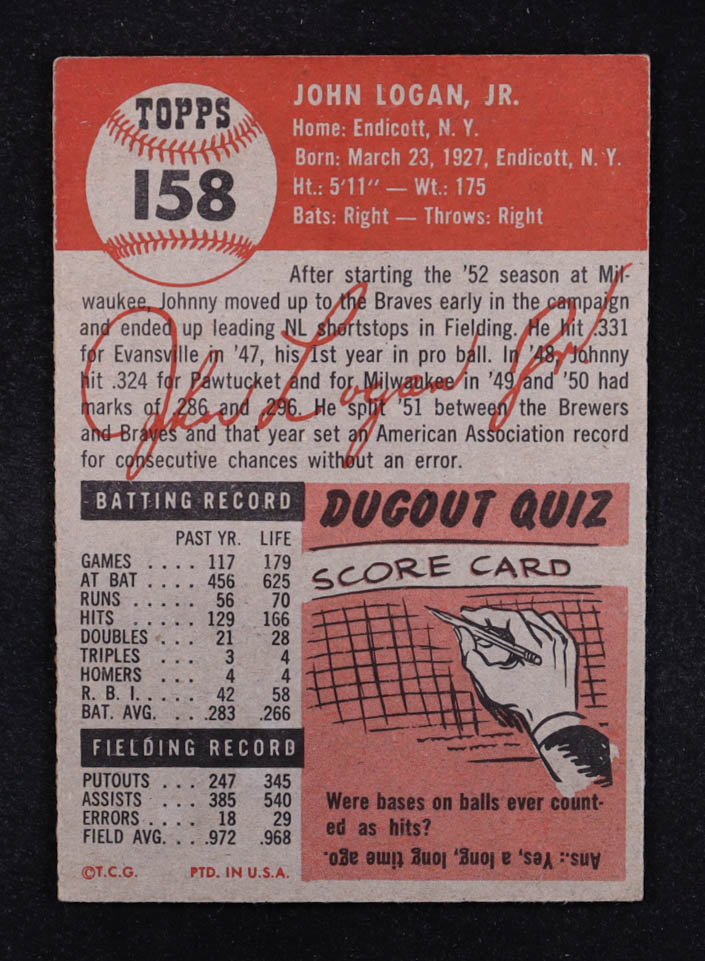 TOPPS
158
JOHN LOGAN, JR.
Home: Endicott, N. Y.
Born: March 23, 1927, Endicott, N. Y.
Ht.: 5'11'' — Wt.: 175
Bats: Right — Throws: Right
After starting the '52 season at Mil-
waukee, Johnny moved up to the Braves early in the campaign
and ended up leading NL shortstops in Fielding. He hit .331
for Evansville in '47, his 1st year in pro ball. In '48, Johnny
hit .324 for Pawtucket and for Milwaukee in '49 and '50 had
marks of .286 and .296. He split '51 between the Brewers
and Braves and that year set an American Association record
for consecutive chances without an error.
John Logan Jr.
BATTING RECORD
PAST YR. LIFE
GAMES . . . . 117 179
AT BAT . . . . 456 625
RUNS . . . . . 56 70
HITS . . . . . 129 166
DOUBLES . . . 21 28
TRIPLES . . . 3 4
HOMERS . . . 4 4
R. B. I. . . . . 42 58
BAT. AVG. . . . .283 .266
FIELDING RECORD
PUTOUTS . . . 247 345
ASSISTS . . . . 385 540
ERRORS . . . . 18 29
FIELD AVG. . . .972 .968
©T.C.G. PTD. IN U.S.A.
DUGOUT QUIZ
SCORE CARD
Were bases on balls ever count-
ed as hits?
Ans.: Yes, a long, long time ago.